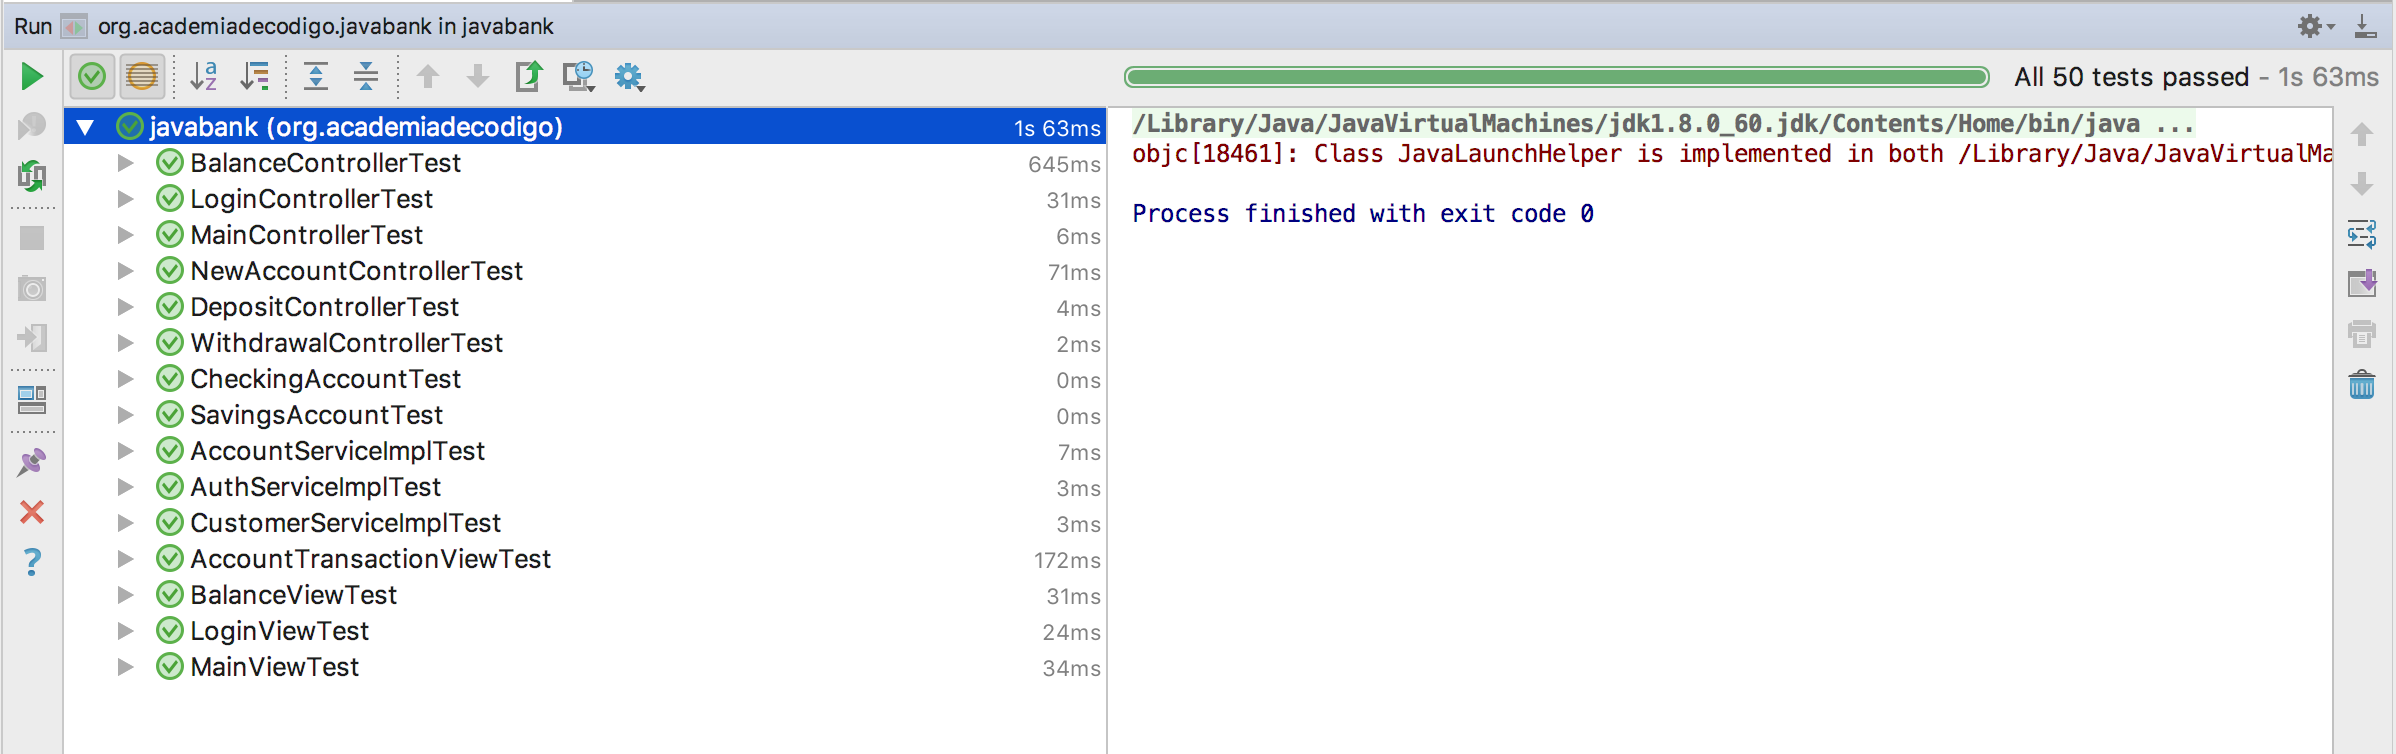 Run org.academiadecodigo.javabank in javabank
All 50 tests passed - 1s 63ms
javabank (org.academiadecodigo) 1s 63ms
BalanceControllerTest 645ms
LoginControllerTest 31ms
MainControllerTest 6ms
NewAccountControllerTest 71ms
DepositControllerTest 4ms
WithdrawalControllerTest 2ms
CheckingAccountTest 0ms
SavingsAccountTest 0ms
AccountServiceImplTest 7ms
AuthServiceImplTest 3ms
CustomerServiceImplTest 3ms
AccountTransactionViewTest 172ms
BalanceViewTest 31ms
LoginViewTest 24ms
MainViewTest 34ms
/Library/Java/JavaVirtualMachines/jdk1.8.0_60.jdk/Contents/Home/bin/java ...
objc[18461]: Class JavaLaunchHelper is implemented in both /Library/Java/JavaVirtualMa
Process finished with exit code 0